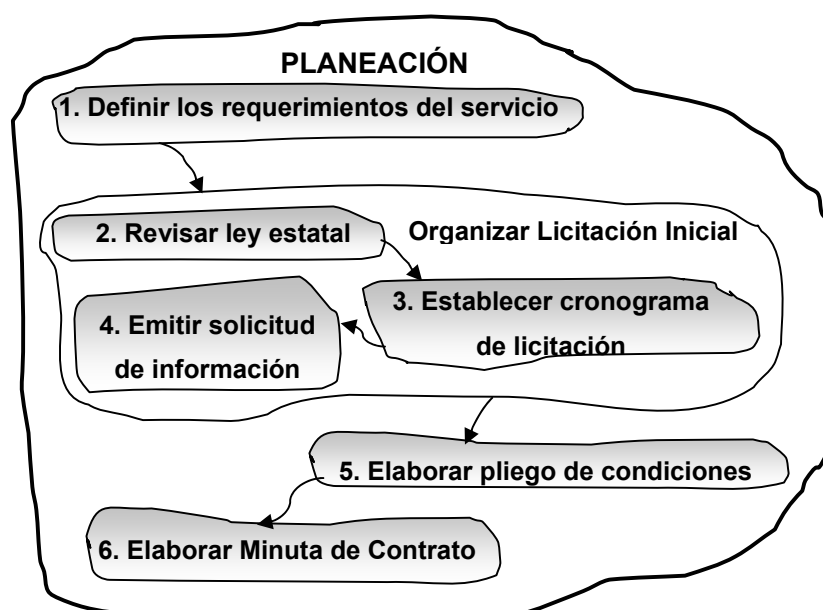 PLANEACIÓN
1. Definir los requerimientos del servicio
2. Revisar ley estatal
Organizar Licitación Inicial
3. Establecer cronograma
de licitación
4. Emitir solicitud
de información
5. Elaborar pliego de condiciones
6. Elaborar Minuta de Contrato